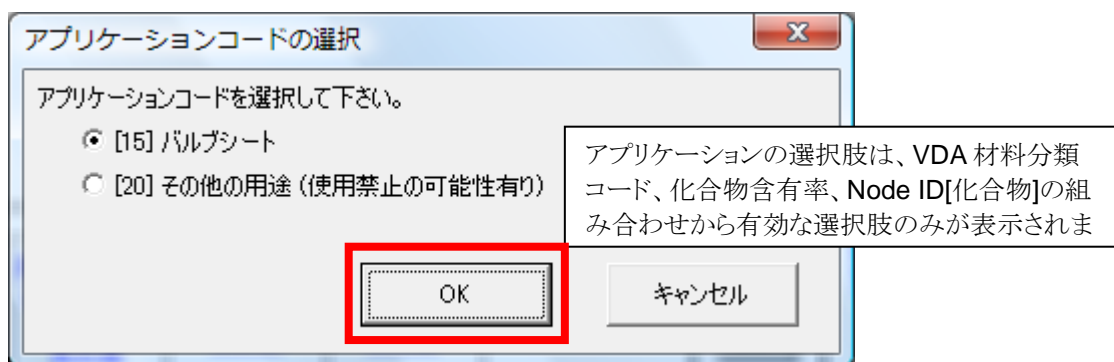 アプリケーションコードの選択
アプリケーションコードを選択して下さい。
[15] バルブシート
[20] その他の用途（使用禁止の可能性有り）
アプリケーションの選択肢は、VDA 材料分類
コード、化合物含有率、Node ID[化合物]の組
み合わせから有効な選択肢のみが表示されま
OK
キャンセル